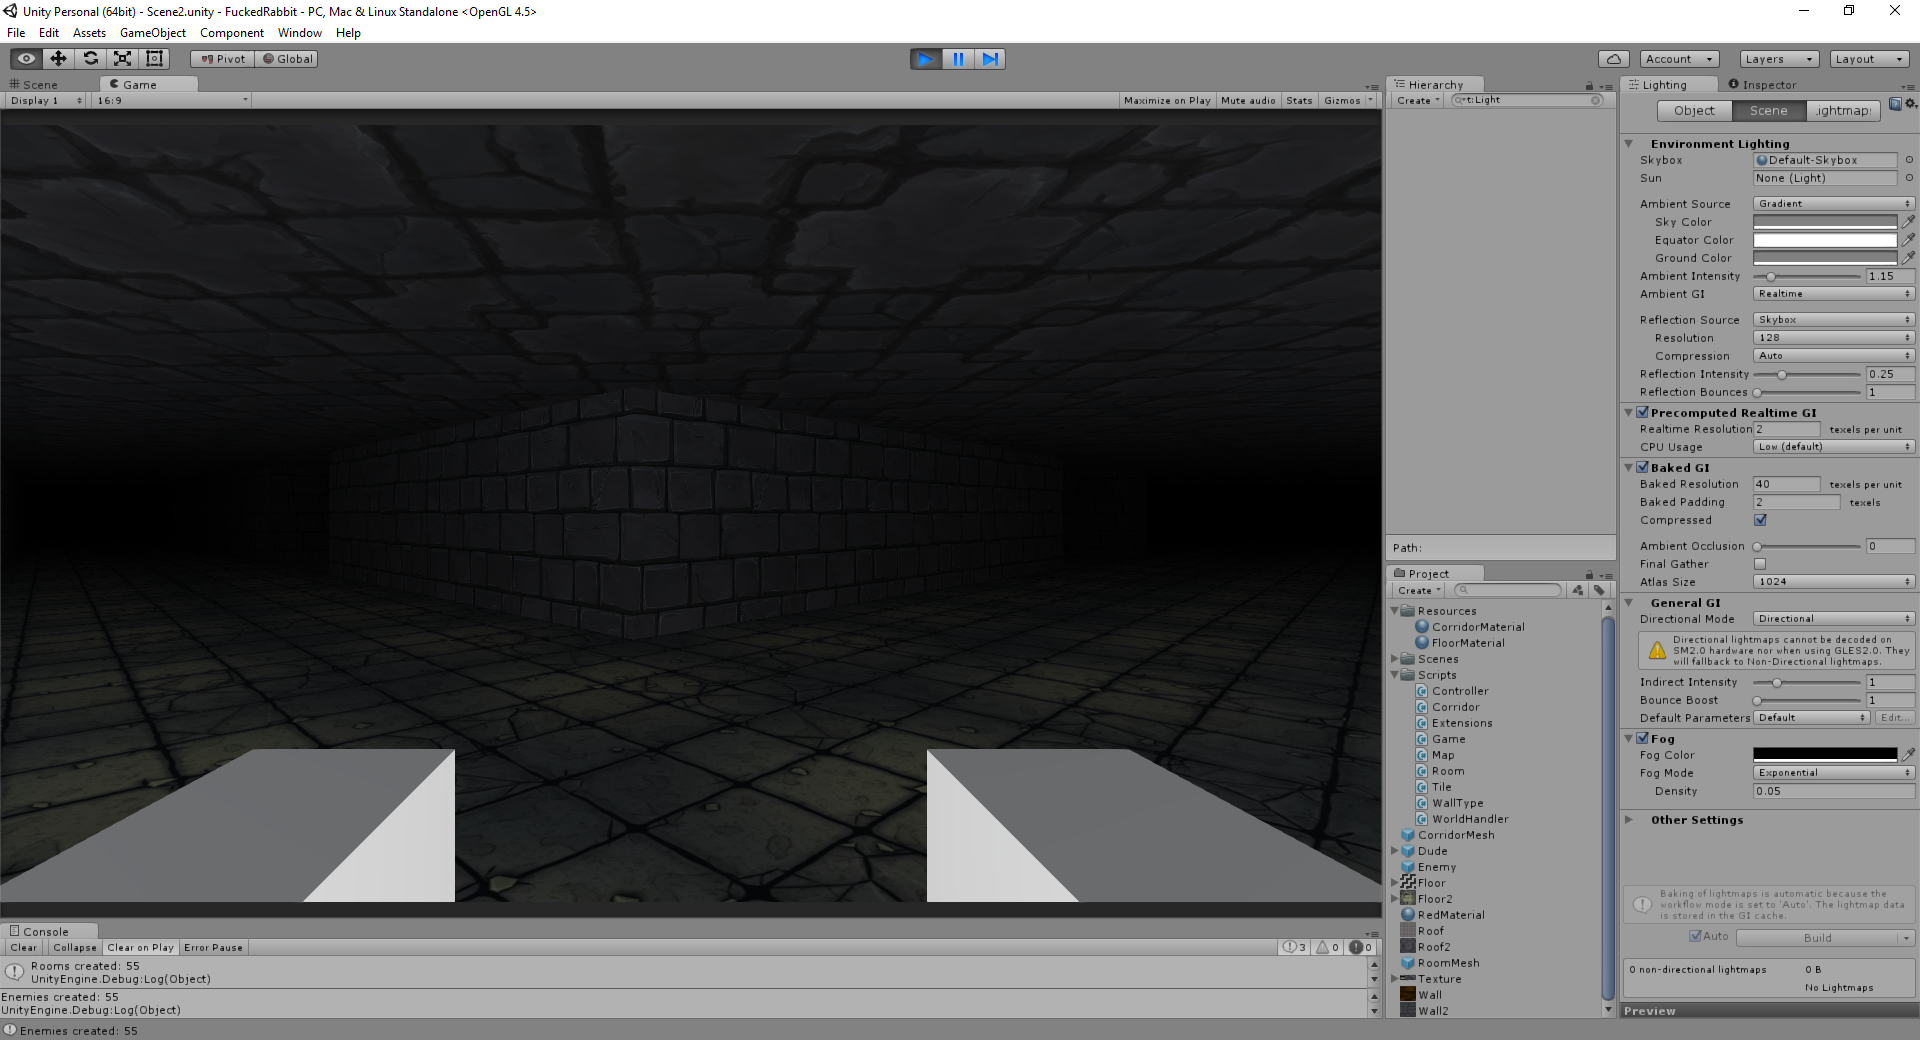 Unity Personal (64bit) - Scene2.unity - FuckedRabbit - PC, Mac & Linux Standalone <OpenGL 4.5>
File Edit Assets GameObject Component Window Help
Pivot Global Account Layers Layout
Scene Game
Display 1 16:9 Maximize on Play Mute audio Stats Gizmos
Hierarchy
Create t:Light
Path:
Project
Create
Resources
CorridorMaterial
FloorMaterial
Scenes
Scripts
Controller
Corridor
Extensions
Game
Map
Room
Tile
WallType
WorldHandler
CorridorMesh
Dude
Enemy
Floor
Floor2
RedMaterial
Roof
Roof2
RoomMesh
Texture
Wall
Wall2
Lighting Inspector
Object Scene .ightmap:
Environment Lighting
Skybox Default-Skybox
Sun None (Light)
Ambient Source Gradient
Sky Color
Equator Color
Ground Color
Ambient Intensity 1.15
Ambient GI Realtime
Reflection Source Skybox
Resolution 128
Compression Auto
Reflection Intensity 0.25
Reflection Bounces 1
Precomputed Realtime GI
Realtime Resolution 2 texels per unit
CPU Usage Low (default)
Baked GI
Baked Resolution 40 texels per unit
Baked Padding 2 texels
Compressed
Ambient Occlusion 0
Final Gather
Atlas Size 1024
General GI
Directional Mode Directional
Directional lightmaps cannot be decoded on
SM2.0 hardware nor when using GLES2.0. They
will fallback to Non-Directional lightmaps.
Indirect Intensity 1
Bounce Boost 1
Default Parameters Default Edit...
Fog
Fog Color
Fog Mode Exponential
Density 0.05
Other Settings
Baking of lightmaps is automatic because the
workflow mode is set to 'Auto'. The lightmap data
is stored in the GI cache.
Auto Build
0 non-directional lightmaps 0 B
No Lightmaps
Preview
Console
Clear Collapse Clear on Play Error Pause 3 0 0
Rooms created: 55
UnityEngine.Debug:Log(Object)
Enemies created: 55
UnityEngine.Debug:Log(Object)
Enemies created: 55